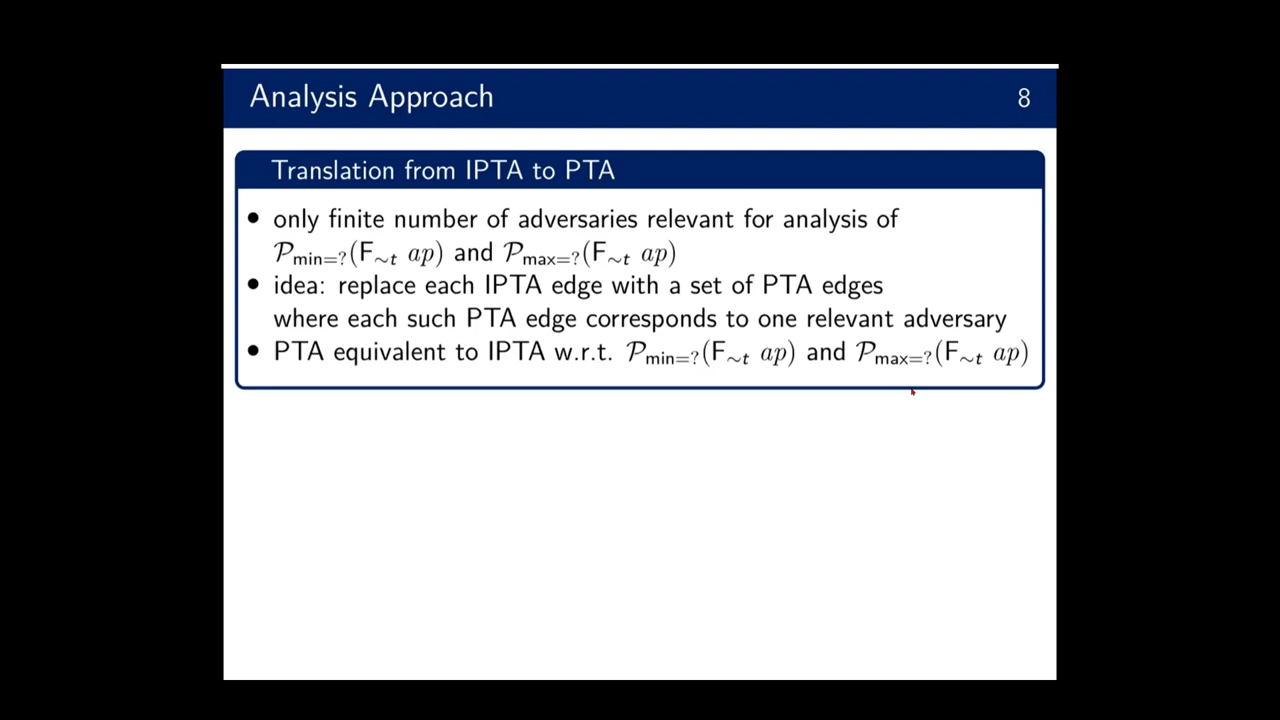 Analysis Approach 8
Translation from IPTA to PTA
• only finite number of adversaries relevant for analysis of
𝒫min=?(F∼t ap) and 𝒫max=?(F∼t ap)
• idea: replace each IPTA edge with a set of PTA edges
where each such PTA edge corresponds to one relevant adversary
• PTA equivalent to IPTA w.r.t. 𝒫min=?(F∼t ap) and 𝒫max=?(F∼t ap)